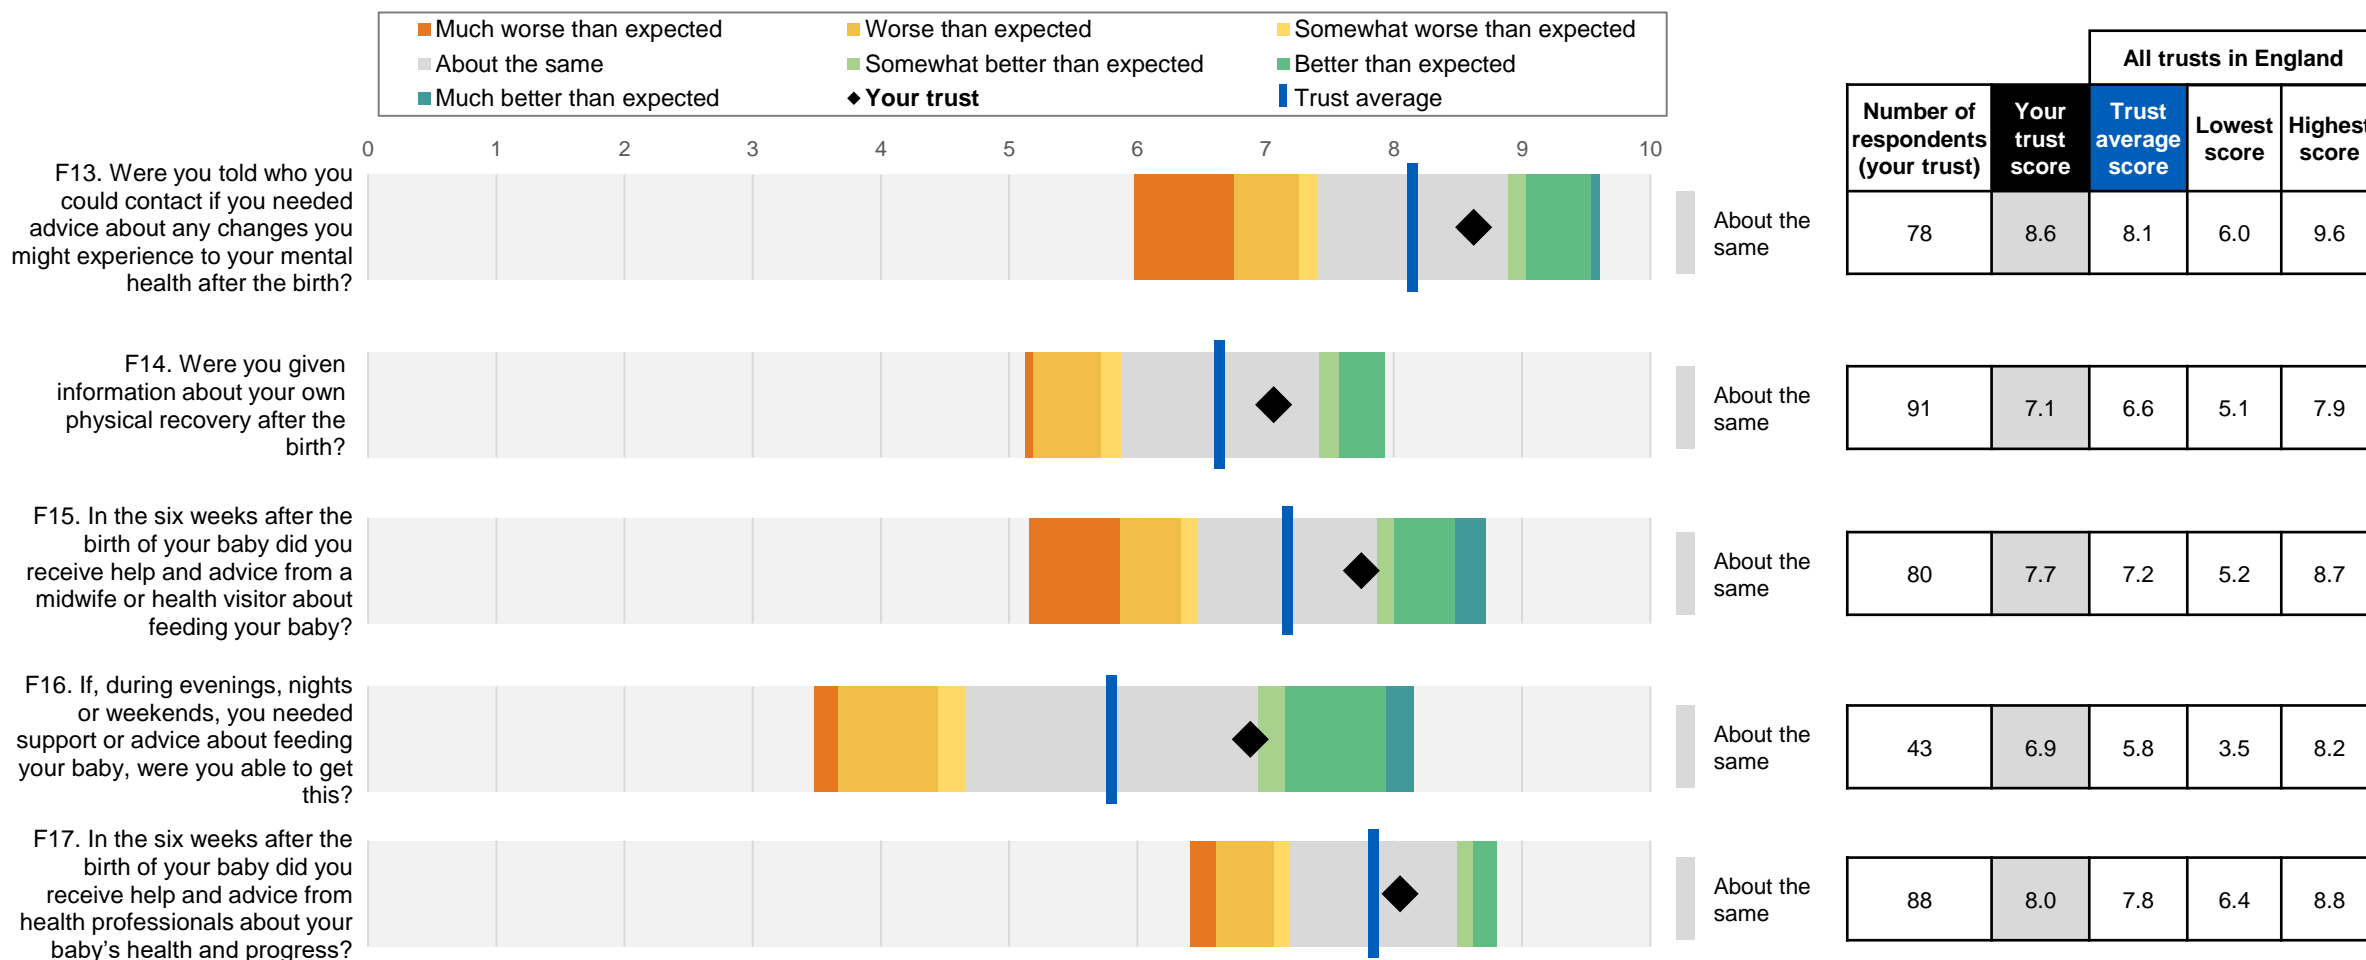 Much worse than expected
Worse than expected
Somewhat worse than expected
About the same
Somewhat better than expected
Better than expected
Much better than expected
Your trust
Trust average
All trusts in England
Number of respondents (your trust)
Your trust score
Trust average score
Lowest score
Highest score
0 1 2 3 4 5 6 7 8 9 10
F13. Were you told who you
could contact if you needed
advice about any changes you
might experience to your mental
health after the birth?
About the
same
78 8.6 8.1 6.0 9.6
F14. Were you given
information about your own
physical recovery after the
birth?
About the
same
91 7.1 6.6 5.1 7.9
F15. In the six weeks after the
birth of your baby did you
receive help and advice from a
midwife or health visitor about
feeding your baby?
About the
same
80 7.7 7.2 5.2 8.7
F16. If, during evenings, nights
or weekends, you needed
support or advice about feeding
your baby, were you able to get
this?
About the
same
43 6.9 5.8 3.5 8.2
F17. In the six weeks after the
birth of your baby did you
receive help and advice from
health professionals about your
baby's health and progress?
About the
same
88 8.0 7.8 6.4 8.8